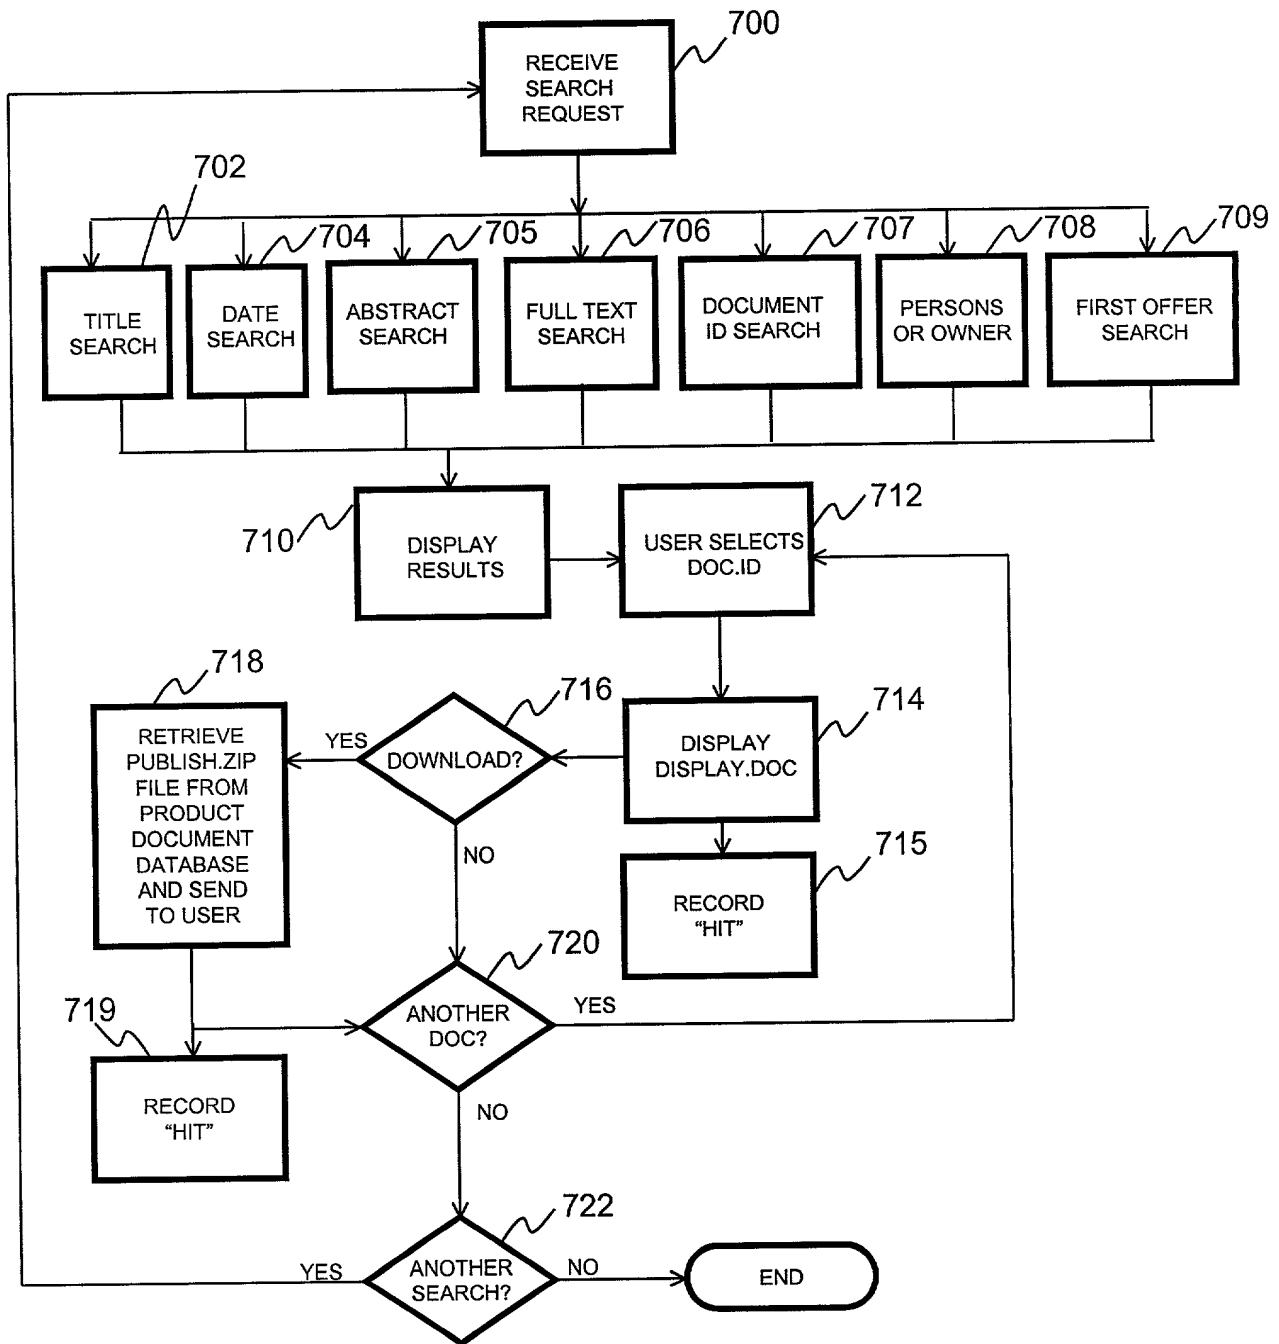 700
RECEIVE
SEARCH
REQUEST
702
704
705
706
707
708
709
TITLE
SEARCH
DATE
SEARCH
ABSTRACT
SEARCH
FULL TEXT
SEARCH
DOCUMENT
ID SEARCH
PERSONS
OR OWNER
FIRST OFFER
SEARCH
710
DISPLAY
RESULTS
712
USER SELECTS
DOC.ID
718
RETRIEVE
PUBLISH.ZIP
FILE FROM
PRODUCT
DOCUMENT
DATABASE
AND SEND
TO USER
YES
716
DOWNLOAD?
NO
714
DISPLAY
DISPLAY.DOC
715
RECORD
“HIT”
719
RECORD
“HIT”
720
ANOTHER
DOC?
YES
NO
722
YES
ANOTHER
SEARCH?
NO
END